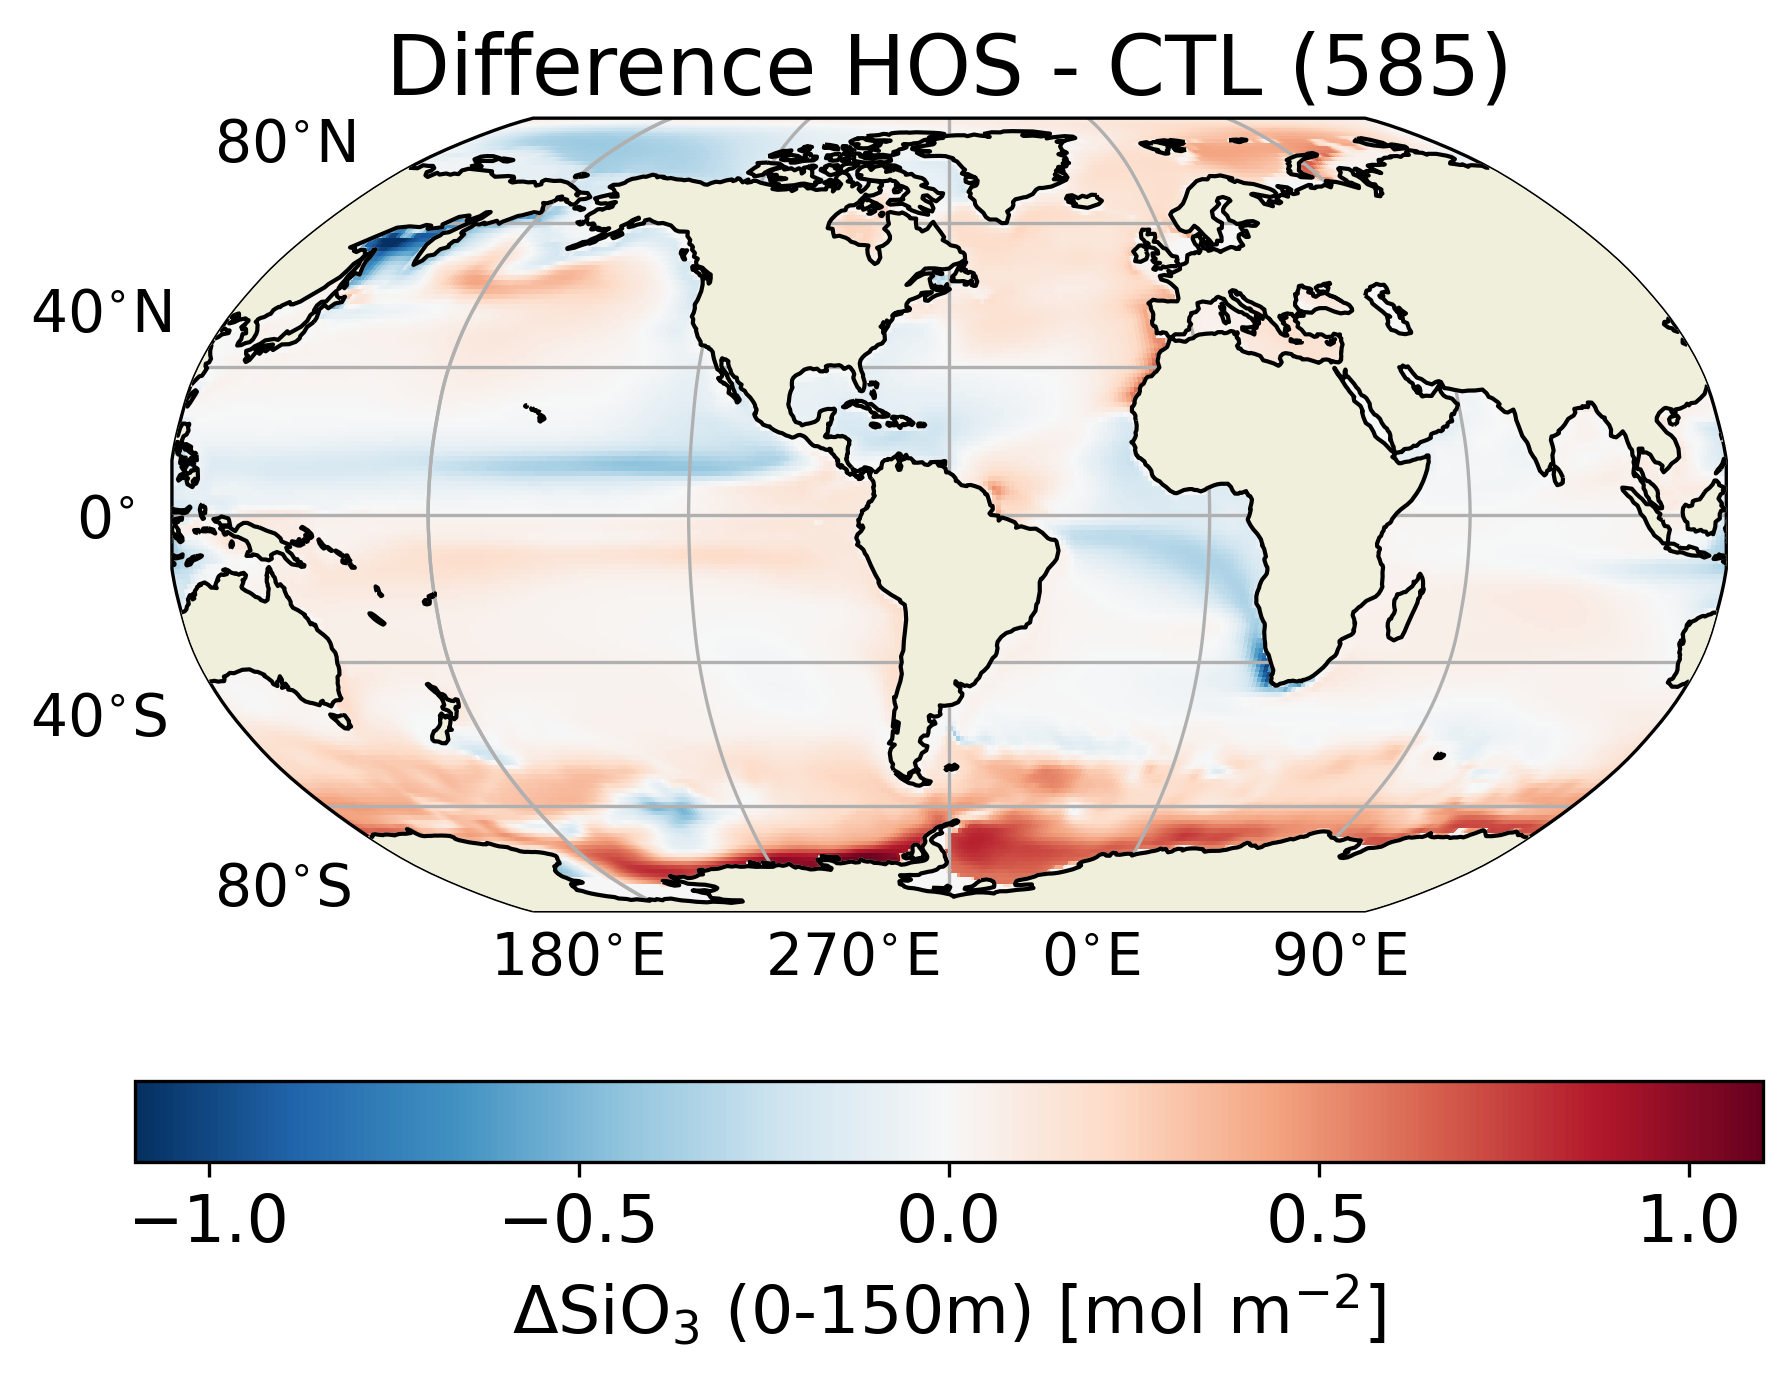 Difference HOS - CTL (585)
80°N
40°N
0°
40°S
80°S
180°E 270°E 0°E 90°E
−1.0 −0.5 0.0 0.5 1.0
ΔSiO₃ (0-150m) [mol m⁻²]